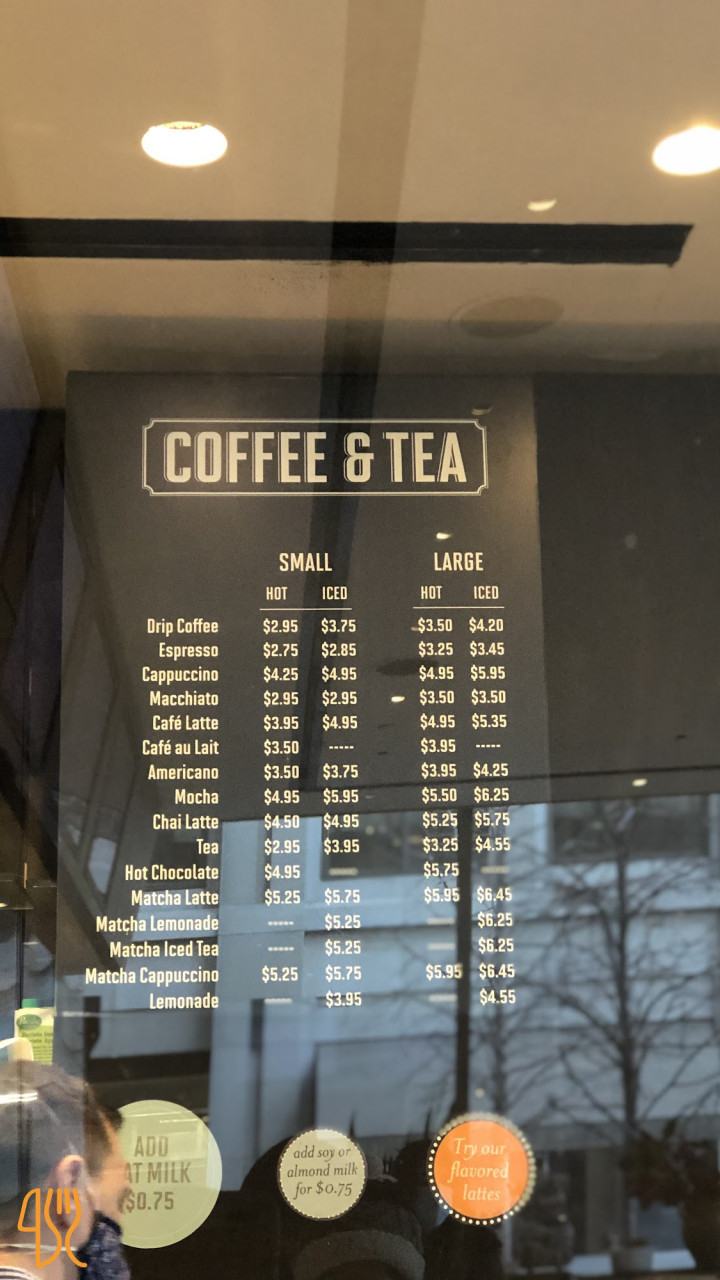 COFFEE & TEA
SMALL LARGE
HOT ICED HOT ICED
Drip Coffee $2.95 $3.75 $3.50 $4.20
Espresso $2.75 $2.85 $3.25 $3.45
Cappuccino $4.25 $4.95 $4.95 $5.95
Macchiato $2.95 $2.95 $3.50 $3.50
Café Latte $3.95 $4.95 $4.95 $5.35
Café au Lait $3.50 ----- $3.95 -----
Americano $3.50 $3.75 $3.95 $4.25
Mocha $4.95 $5.95 $5.50 $6.25
Chai Latte $4.50 $4.95 $5.25 $5.75
Tea $2.95 $3.95 $3.25 $4.55
Hot Chocolate $4.95 ----- $5.75 -----
Matcha Latte $5.25 $5.75 $5.95 $6.45
Matcha Lemonade ----- $5.25 ----- $6.25
Matcha Iced Tea ----- $5.25 ----- $6.25
Matcha Cappuccino $5.25 $5.75 $5.95 $6.45
Lemonade ----- $3.95 ----- $4.55
ADD
AT MILK
$0.75
add soy or
almond milk
for $0.75
Try our
flavored
lattes